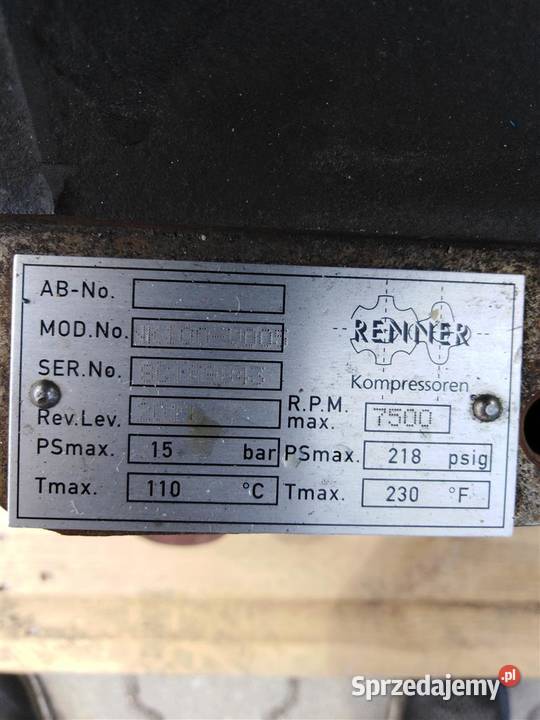 AB-No.
MOD.No.
RENNER
Kompressoren
SER.No.
Rev.Lev.
R.P.M. max. 7500
PSmax. 15 bar PSmax. 218 psig
Tmax. 110 °C Tmax. 230 °F
Sprzedajemy.pl